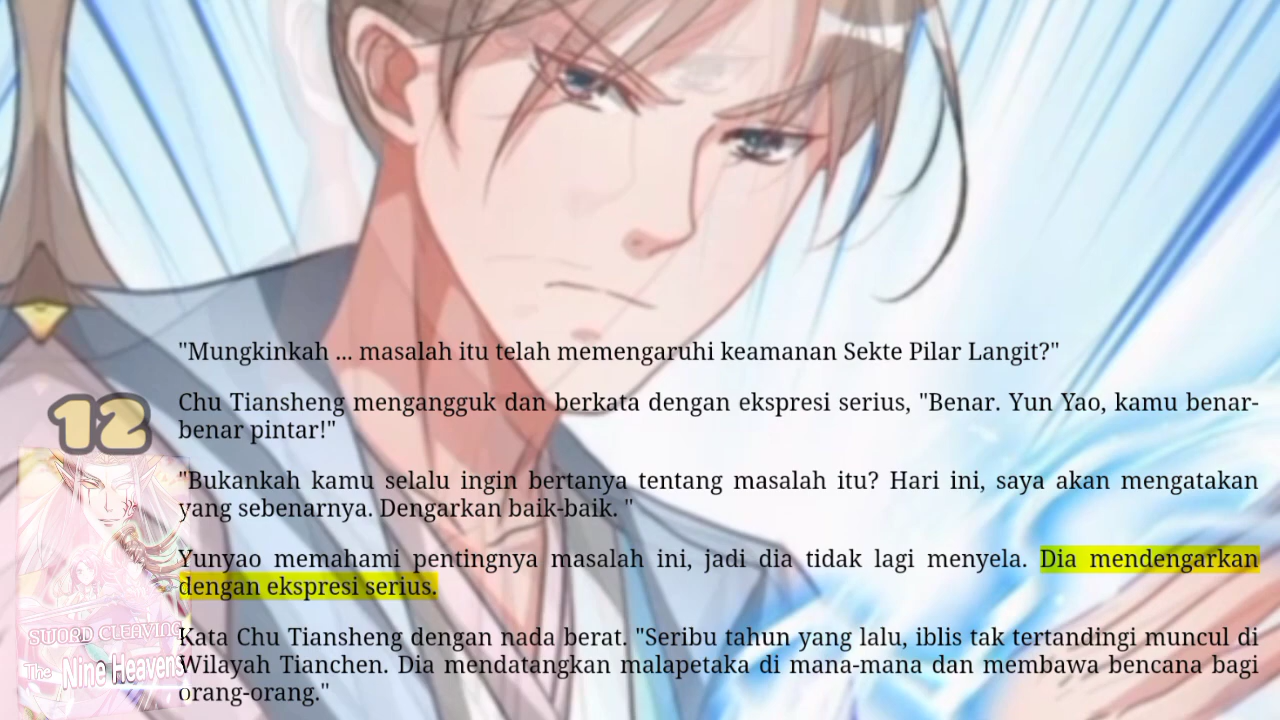 "Mungkinkah ... masalah itu telah memengaruhi keamanan Sekte Pilar Langit?"
Chu Tiansheng mengangguk dan berkata dengan ekspresi serius, "Benar. Yun Yao, kamu benar-
benar pintar!"
12
"Bukankah kamu selalu ingin bertanya tentang masalah itu? Hari ini, saya akan mengatakan
yang sebenarnya. Dengarkan baik-baik. "
Yunyao memahami pentingnya masalah ini, jadi dia tidak lagi menyela. Dia mendengarkan
dengan ekspresi serius.
Kata Chu Tiansheng dengan nada berat. "Seribu tahun yang lalu, iblis tak tertandingi muncul di
Wilayah Tianchen. Dia mendatangkan malapetaka di mana-mana dan membawa bencana bagi
orang-orang."
SWORD CLEAVING
The Nine Heavens